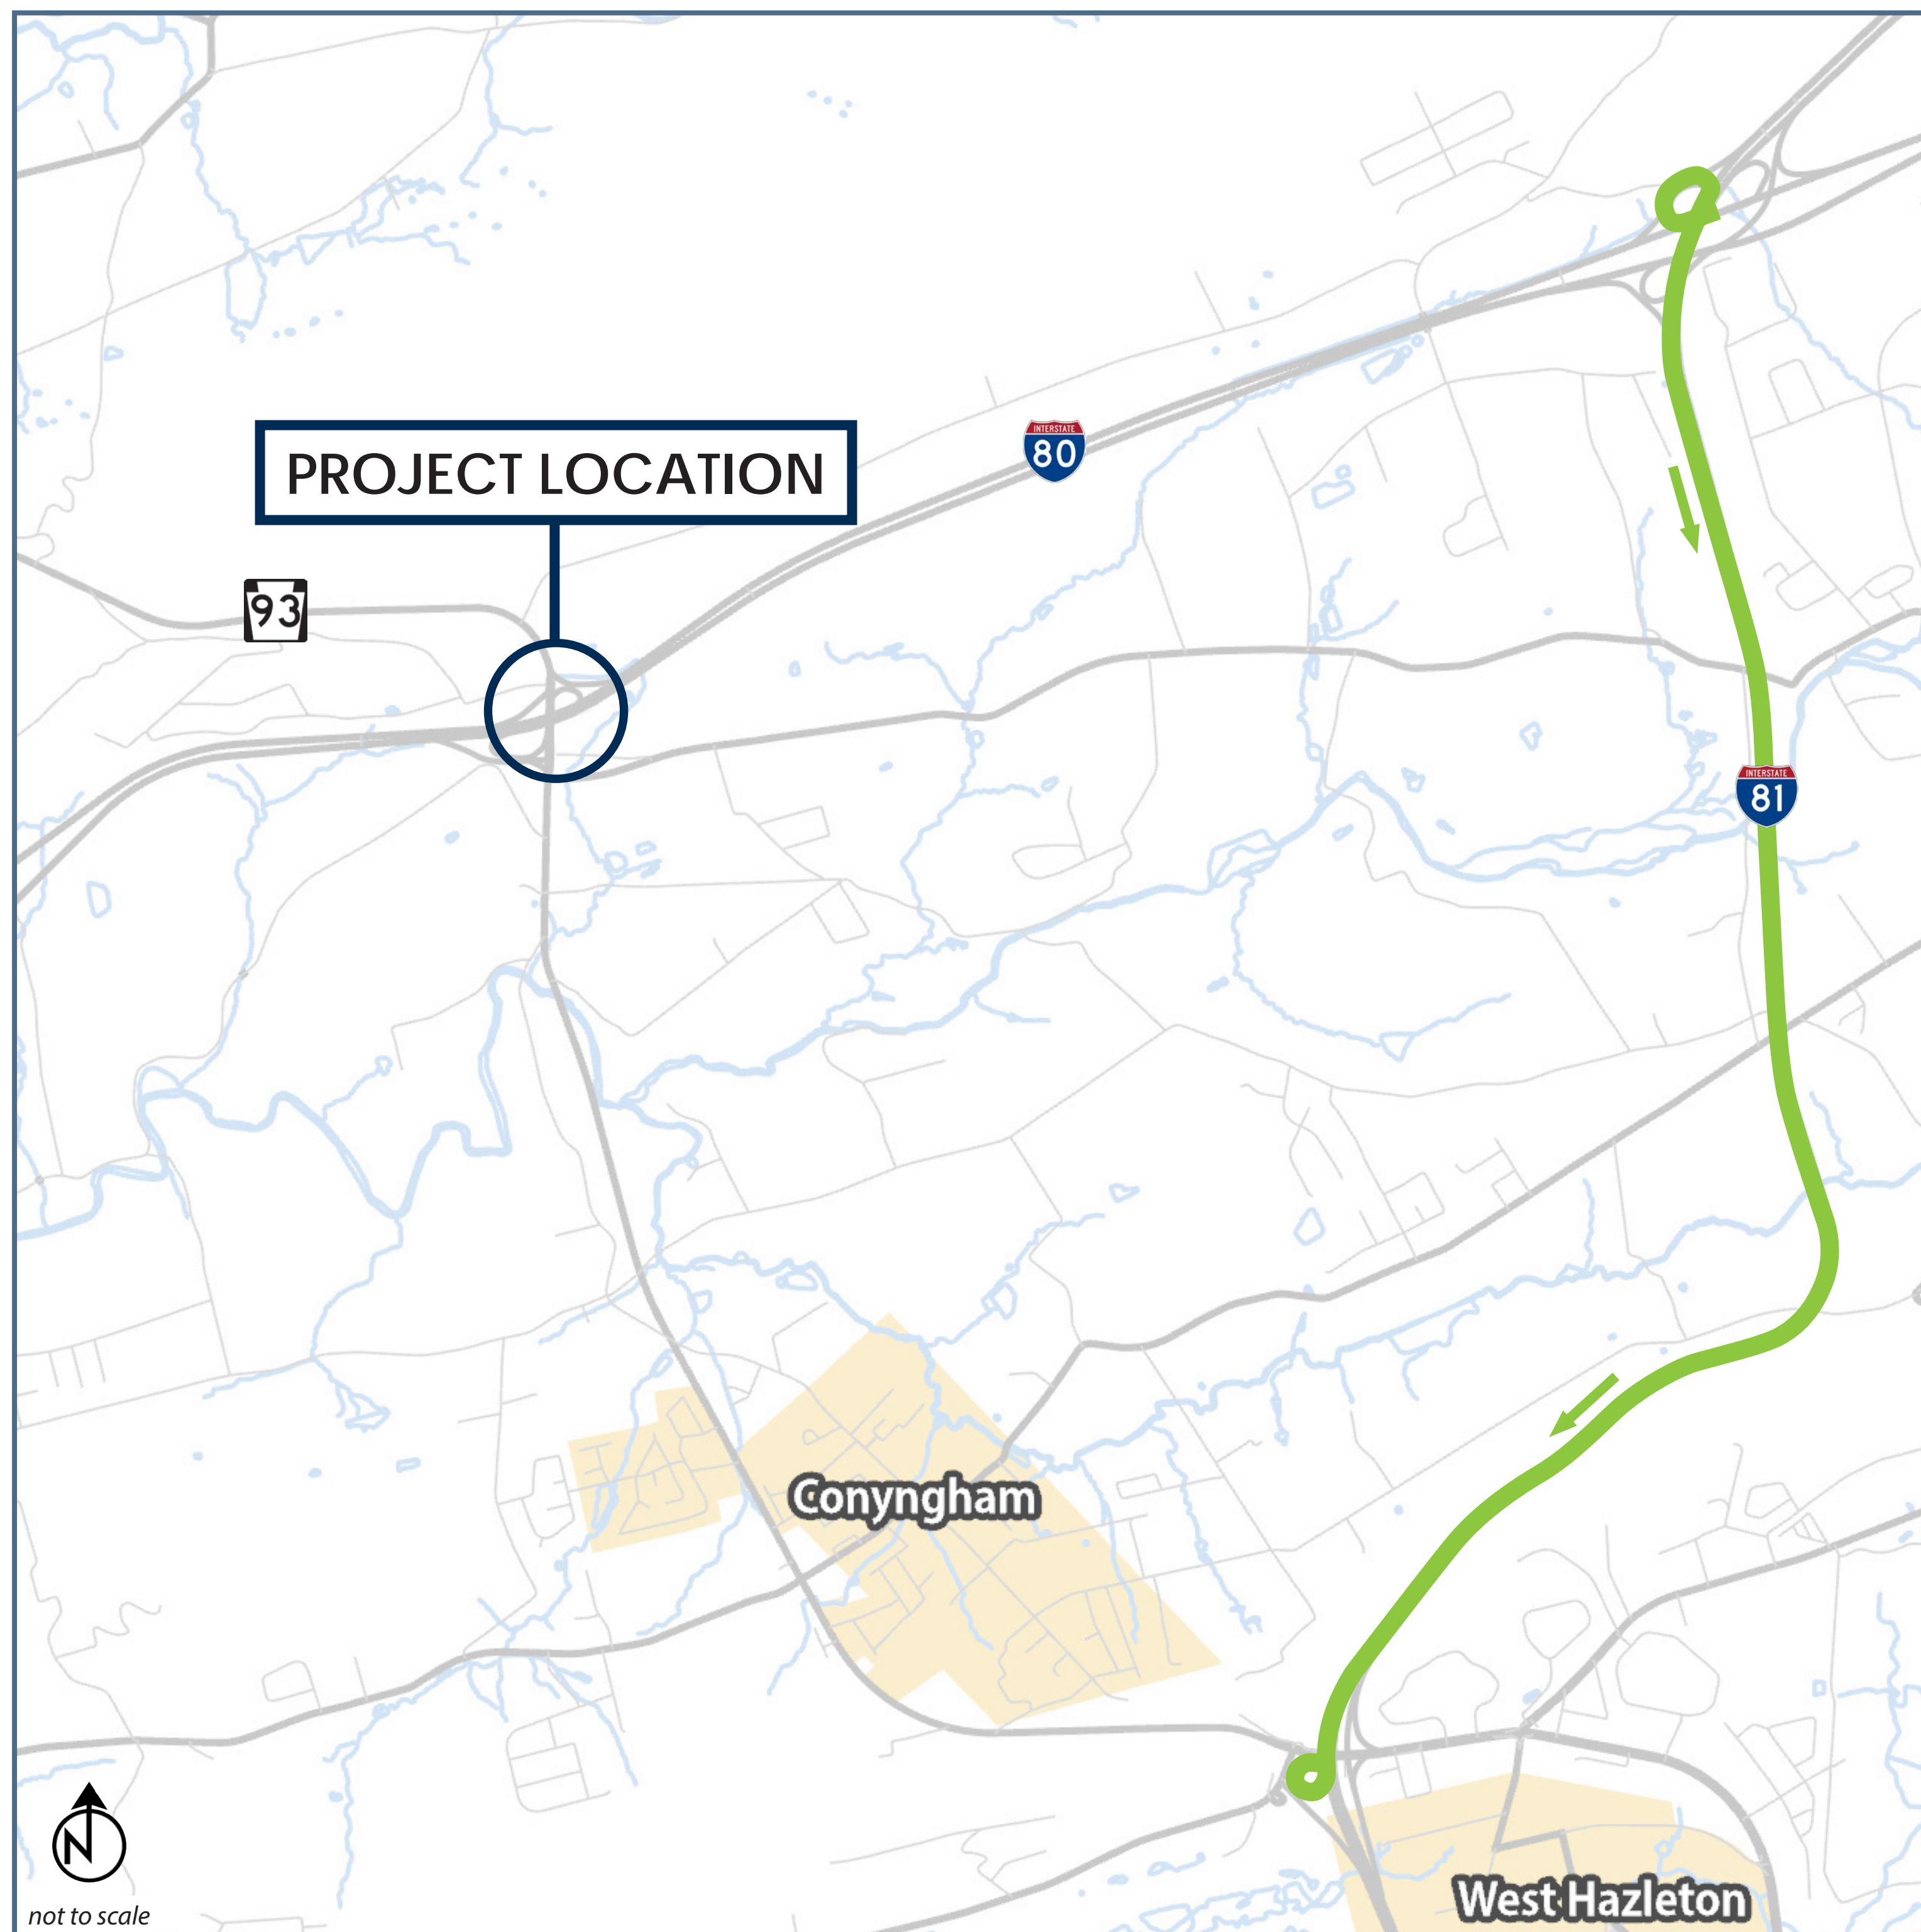 INTERSTATE
80
PROJECT LOCATION
93
INTERSTATE
81
Conyngham
N
not to scale
West Hazleton